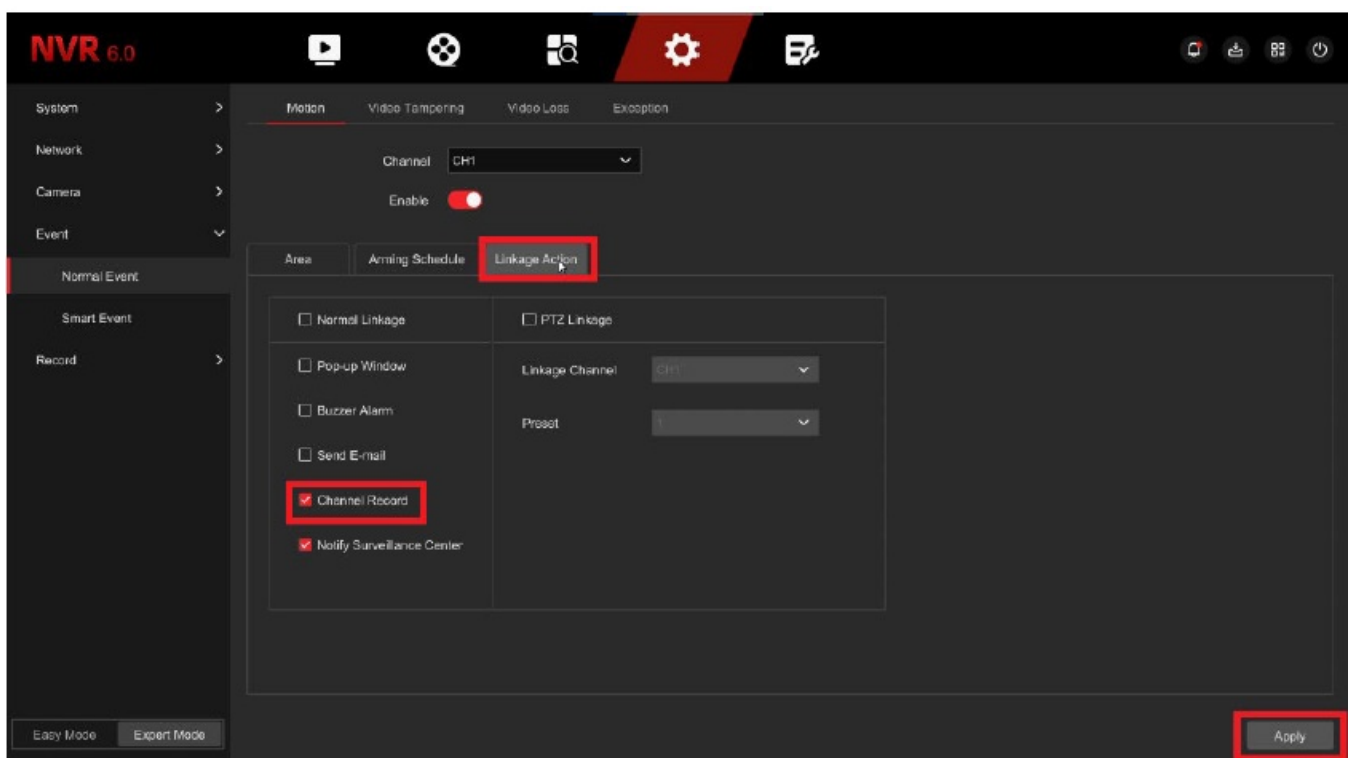 NVR 6.0
System
Motion Video Tampering Video Loss Exception
Network
Channel CH1
Camera
Enable
Event
Area Arming Schedule Linkage Action
Normal Event
Smart Event
Normal Linkage PTZ Linkage
Record
Pop-up Window
Linkage Channel CH1
Buzzer Alarm
Preset 1
Send E-mail
Channel Record
Notify Surveillance Center
Easy Mode Expert Mode
Apply